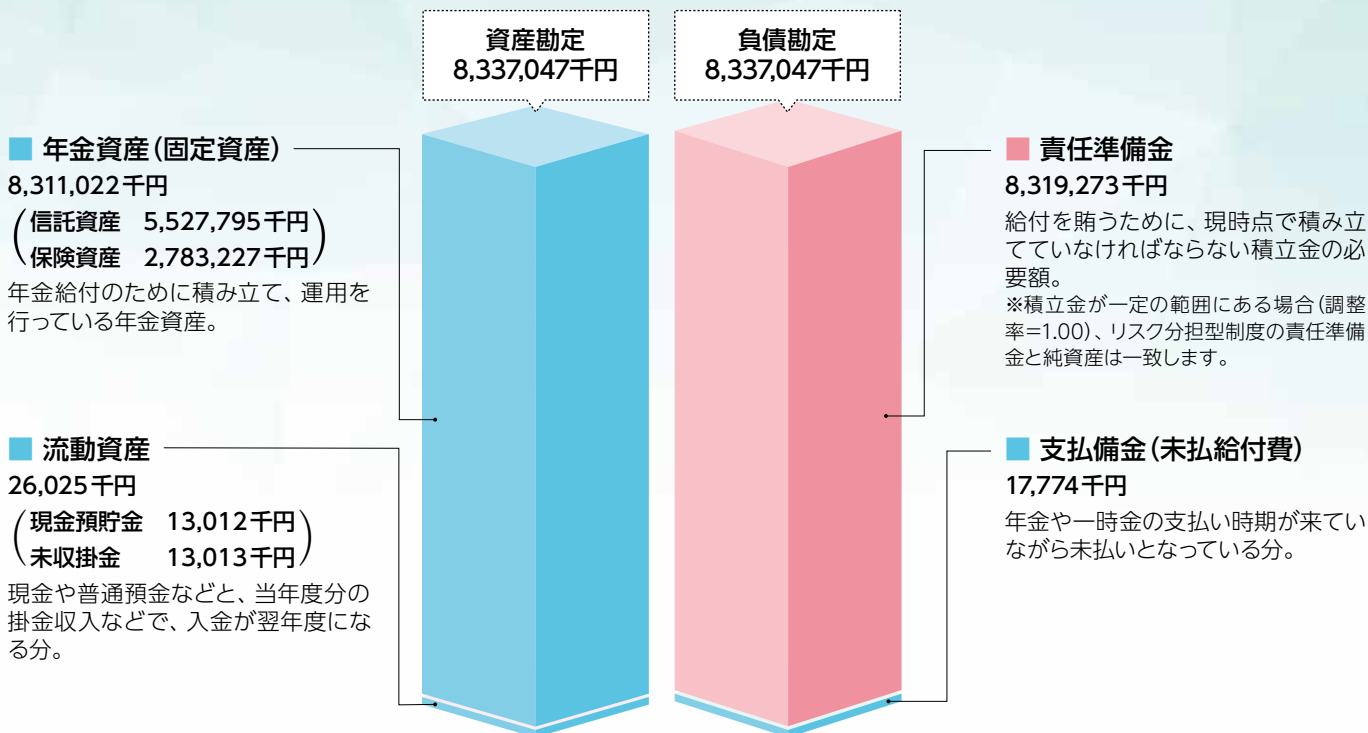 資産勘定
8,337,047千円
負債勘定
8,337,047千円
年金資産(固定資産)
8,311,022千円
信託資産 5,527,795千円
保険資産 2,783,227千円
年金給付のために積み立て、運用を
行っている年金資産。
流動資産
26,025千円
現金預貯金 13,012千円
未収掛金 13,013千円
現金や普通預金などと、当年度分の
掛金収入などで、入金が翌年度にな
る分。
責任準備金
8,319,273千円
給付を賄うために、現時点で積み立
てていなければならない積立金の必
要額。
※積立金が一定の範囲にある場合(調整
率=1.00)、リスク分担型制度の責任準備
金と純資産は一致します。
支払備金(未払給付費)
17,774千円
年金や一時金の支払い時期が来てい
ながら未払いとなっている分。